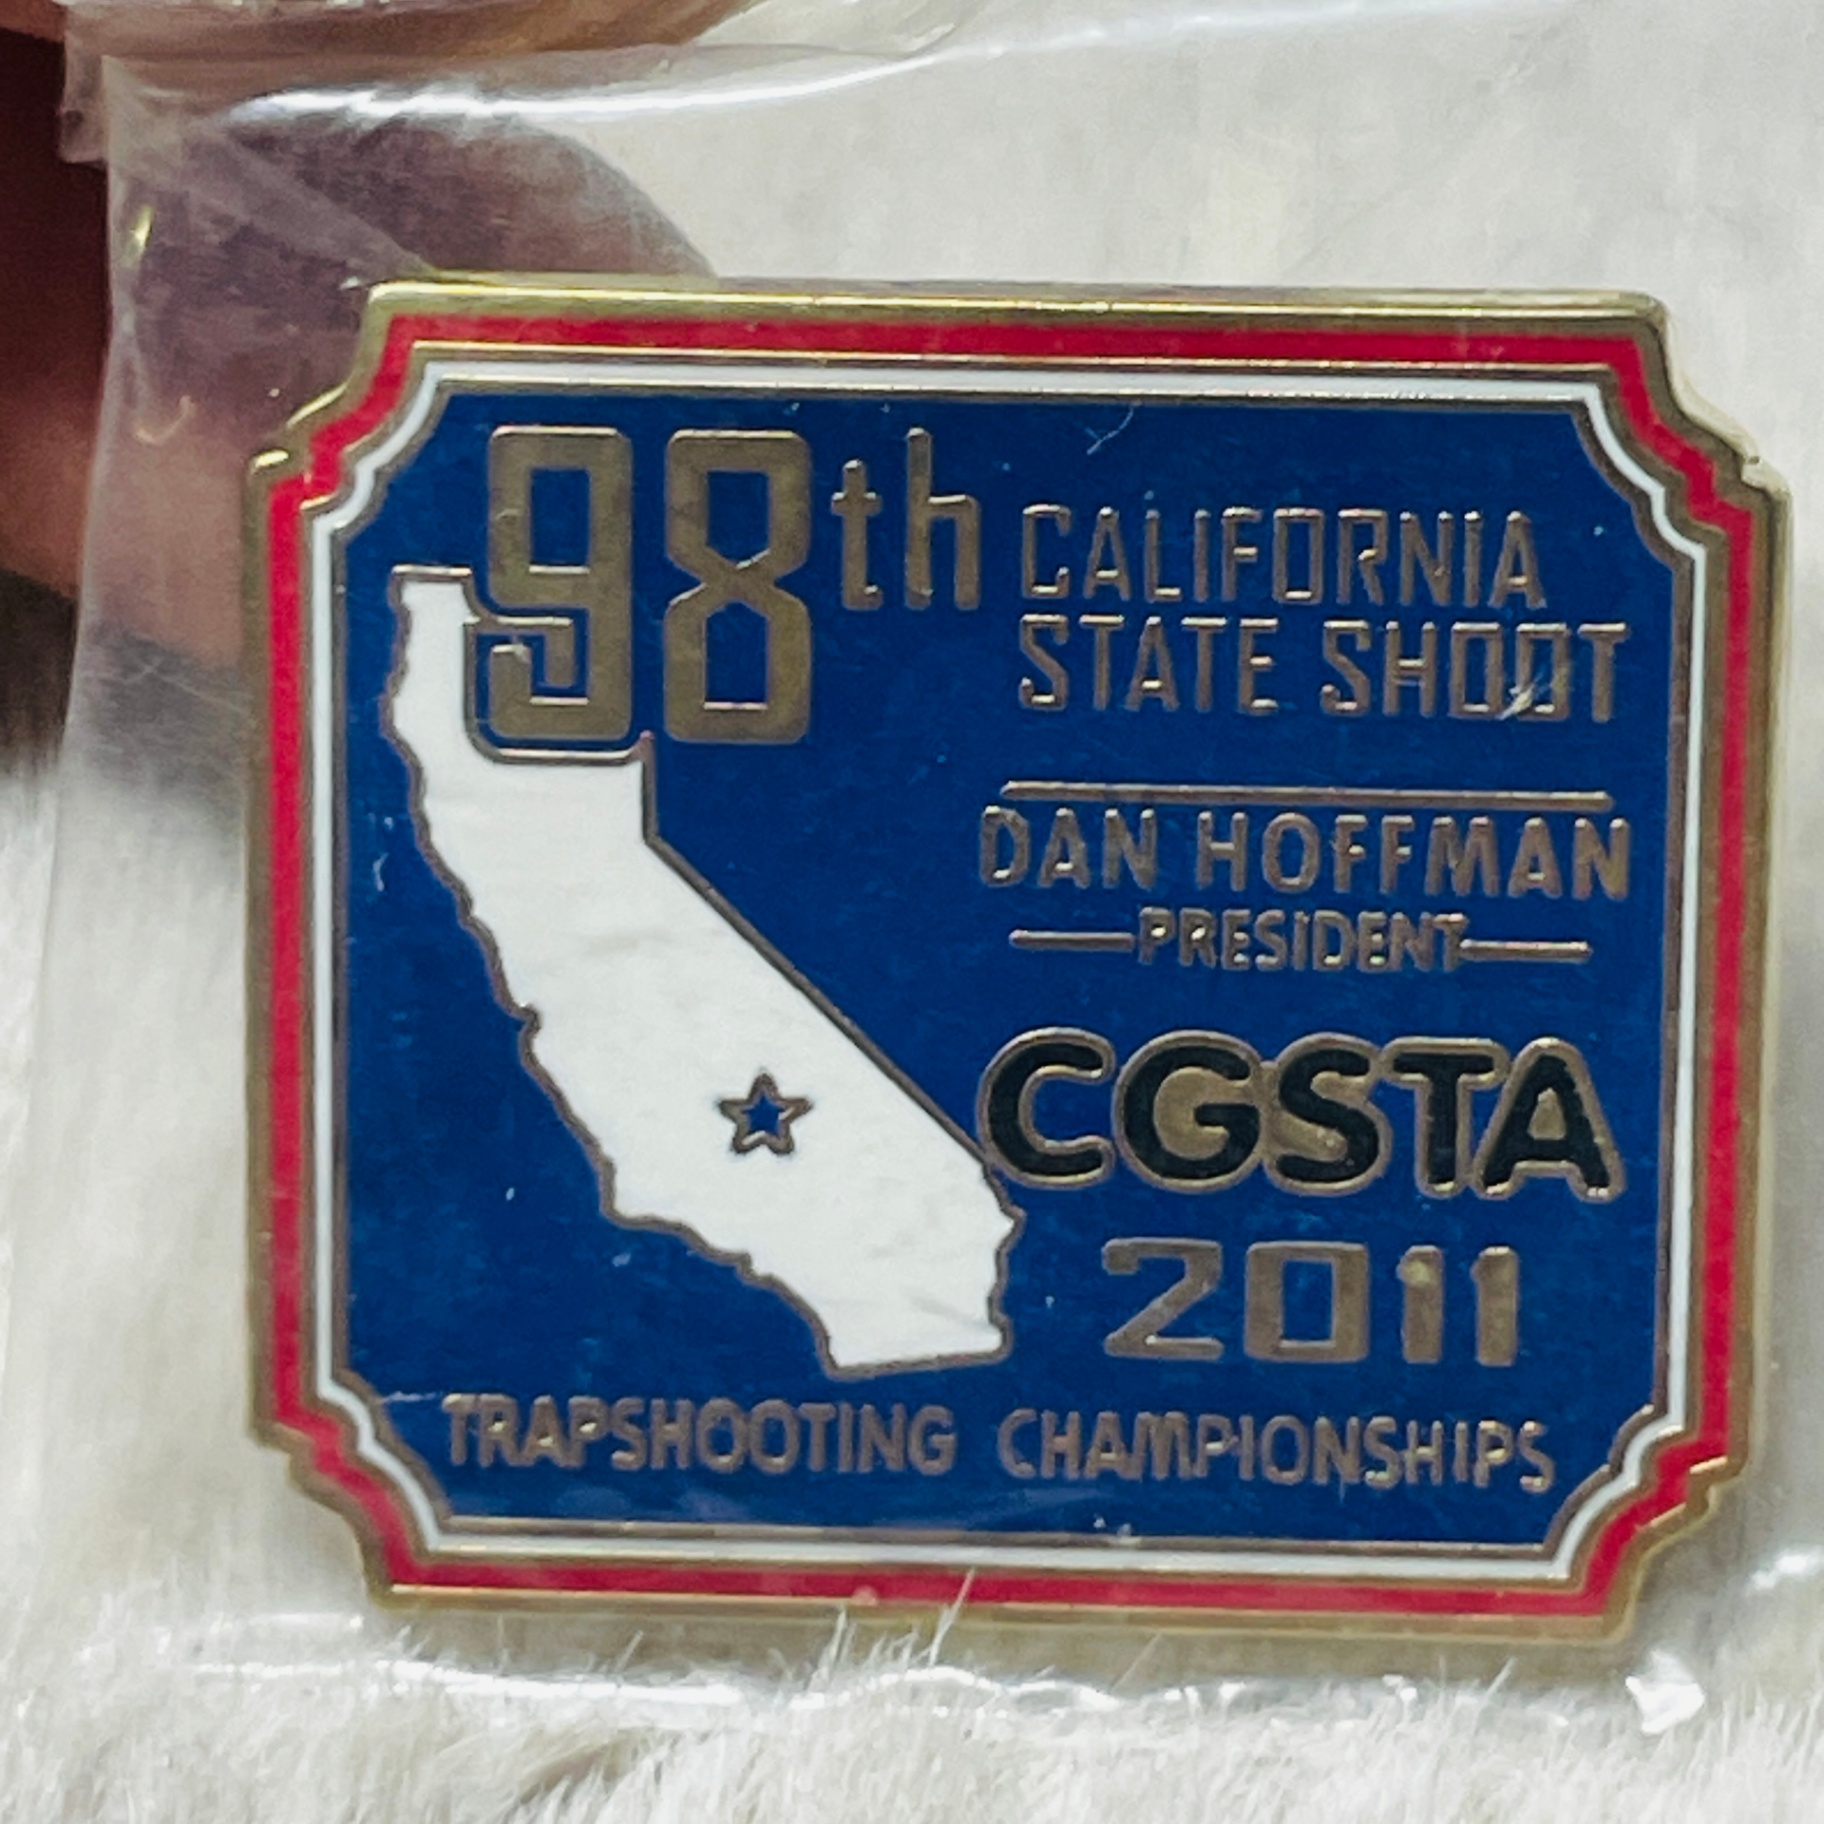 98th CALIFORNIA
STATE SHOOT
DAN HOFFMAN
PRESIDENT
CGSTA
2011
TRAPSHOOTING CHAMPIONSHIPS